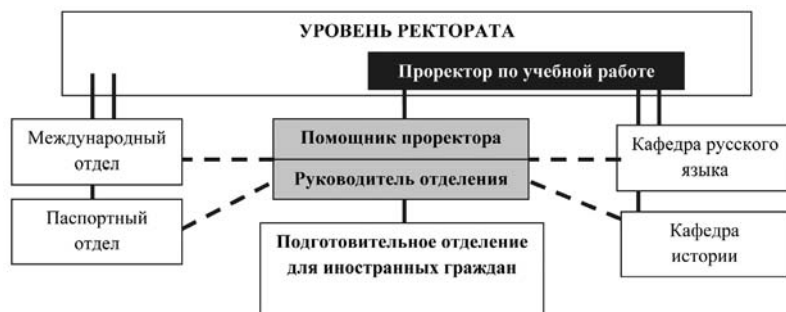 УРОВЕНЬ РЕКТОРАТА
Проректор по учебной работе
Международный
отдел
Помощник проректора
Руководитель отделения
Кафедра русского
языка
Паспортный
отдел
Подготовительное отделение
для иностранных граждан
Кафедра
истории